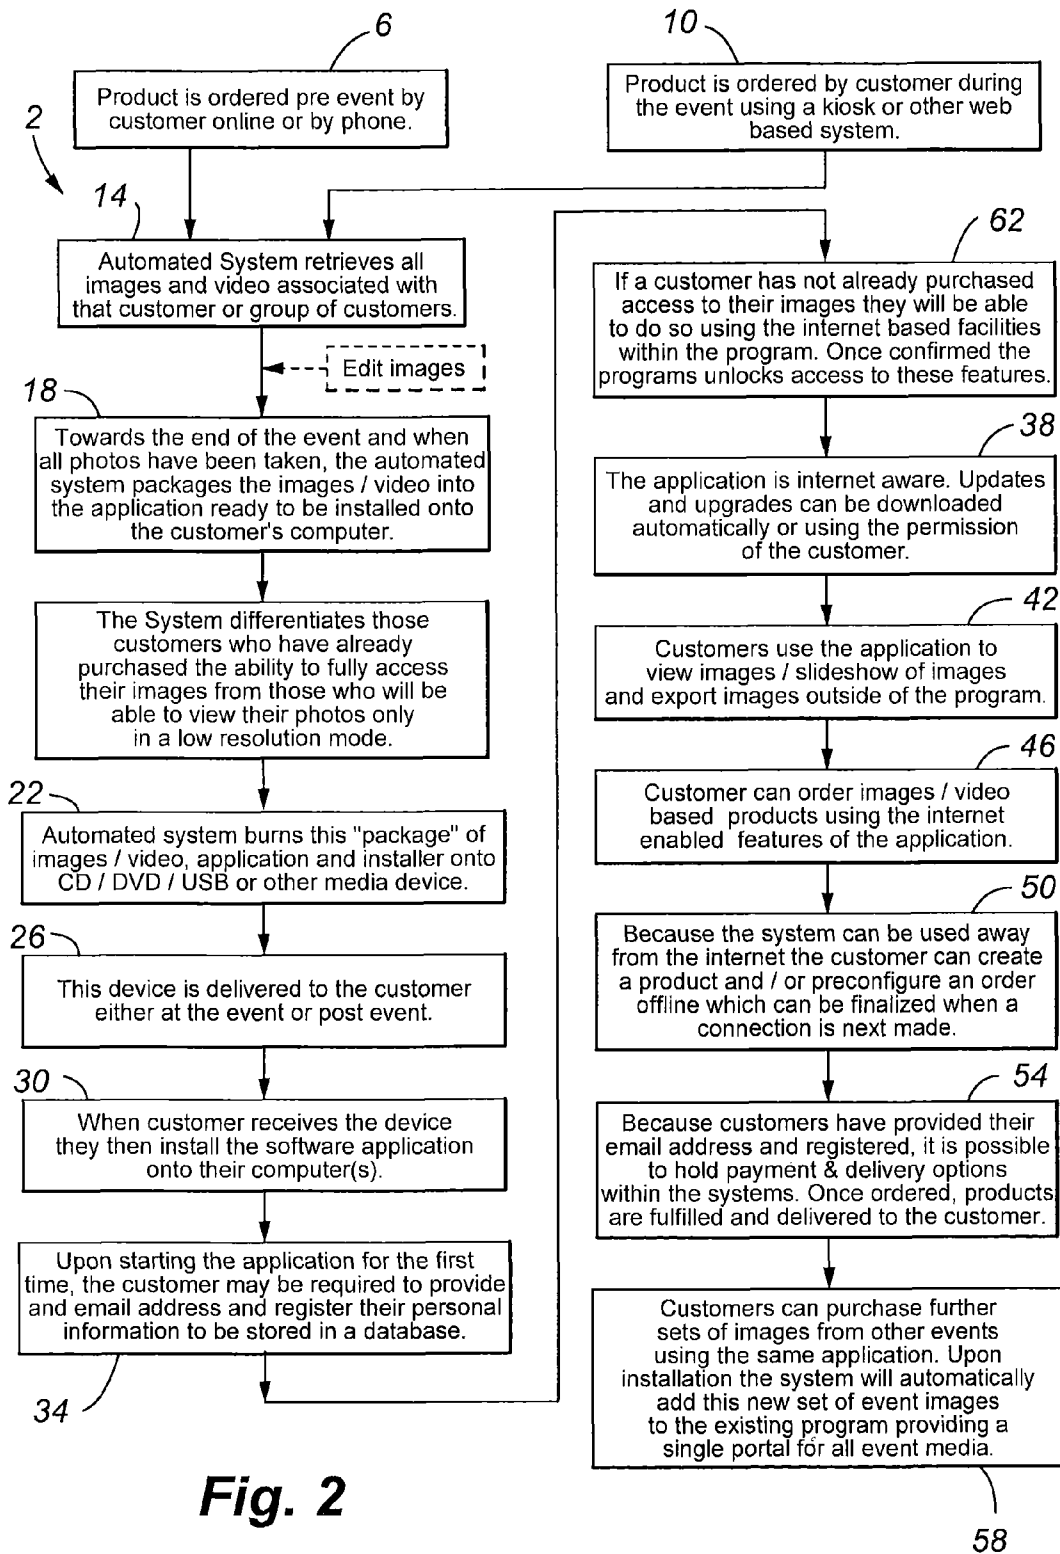 6
Product is ordered pre event by
customer online or by phone.
10
Product is ordered by customer during
the event using a kiosk or other web
based system.
2
14
Automated System retrieves all
images and video associated with
that customer or group of customers.
Edit images
18
Towards the end of the event and when
all photos have been taken, the automated
system packages the images / video into
the application ready to be installed onto
the customer's computer.
The System differentiates those
customers who have already
purchased the ability to fully access
their images from those who will be
able to view their photos only
in a low resolution mode.
22
Automated system burns this "package" of
images / video, application and installer onto
CD / DVD / USB or other media device.
26
This device is delivered to the customer
either at the event or post event.
30
When customer receives the device
they then install the software application
onto their computer(s).
Upon starting the application for the first
time, the customer may be required to provide
and email address and register their personal
information to be stored in a database.
34
62
If a customer has not already purchased
access to their images they will be able
to do so using the internet based facilities
within the program. Once confirmed the
programs unlocks access to these features.
38
The application is internet aware. Updates
and upgrades can be downloaded
automatically or using the permission
of the customer.
42
Customers use the application to
view images / slideshow of images
and export images outside of the program.
46
Customer can order images / video
based products using the internet
enabled features of the application.
50
Because the system can be used away
from the internet the customer can create
a product and / or preconfigure an order
offline which can be finalized when a
connection is next made.
54
Because customers have provided their
email address and registered, it is possible
to hold payment & delivery options
within the systems. Once ordered, products
are fulfilled and delivered to the customer.
Customers can purchase further
sets of images from other events
using the same application. Upon
installation the system will automatically
add this new set of event images
to the existing program providing a
single portal for all event media.
58
Fig. 2